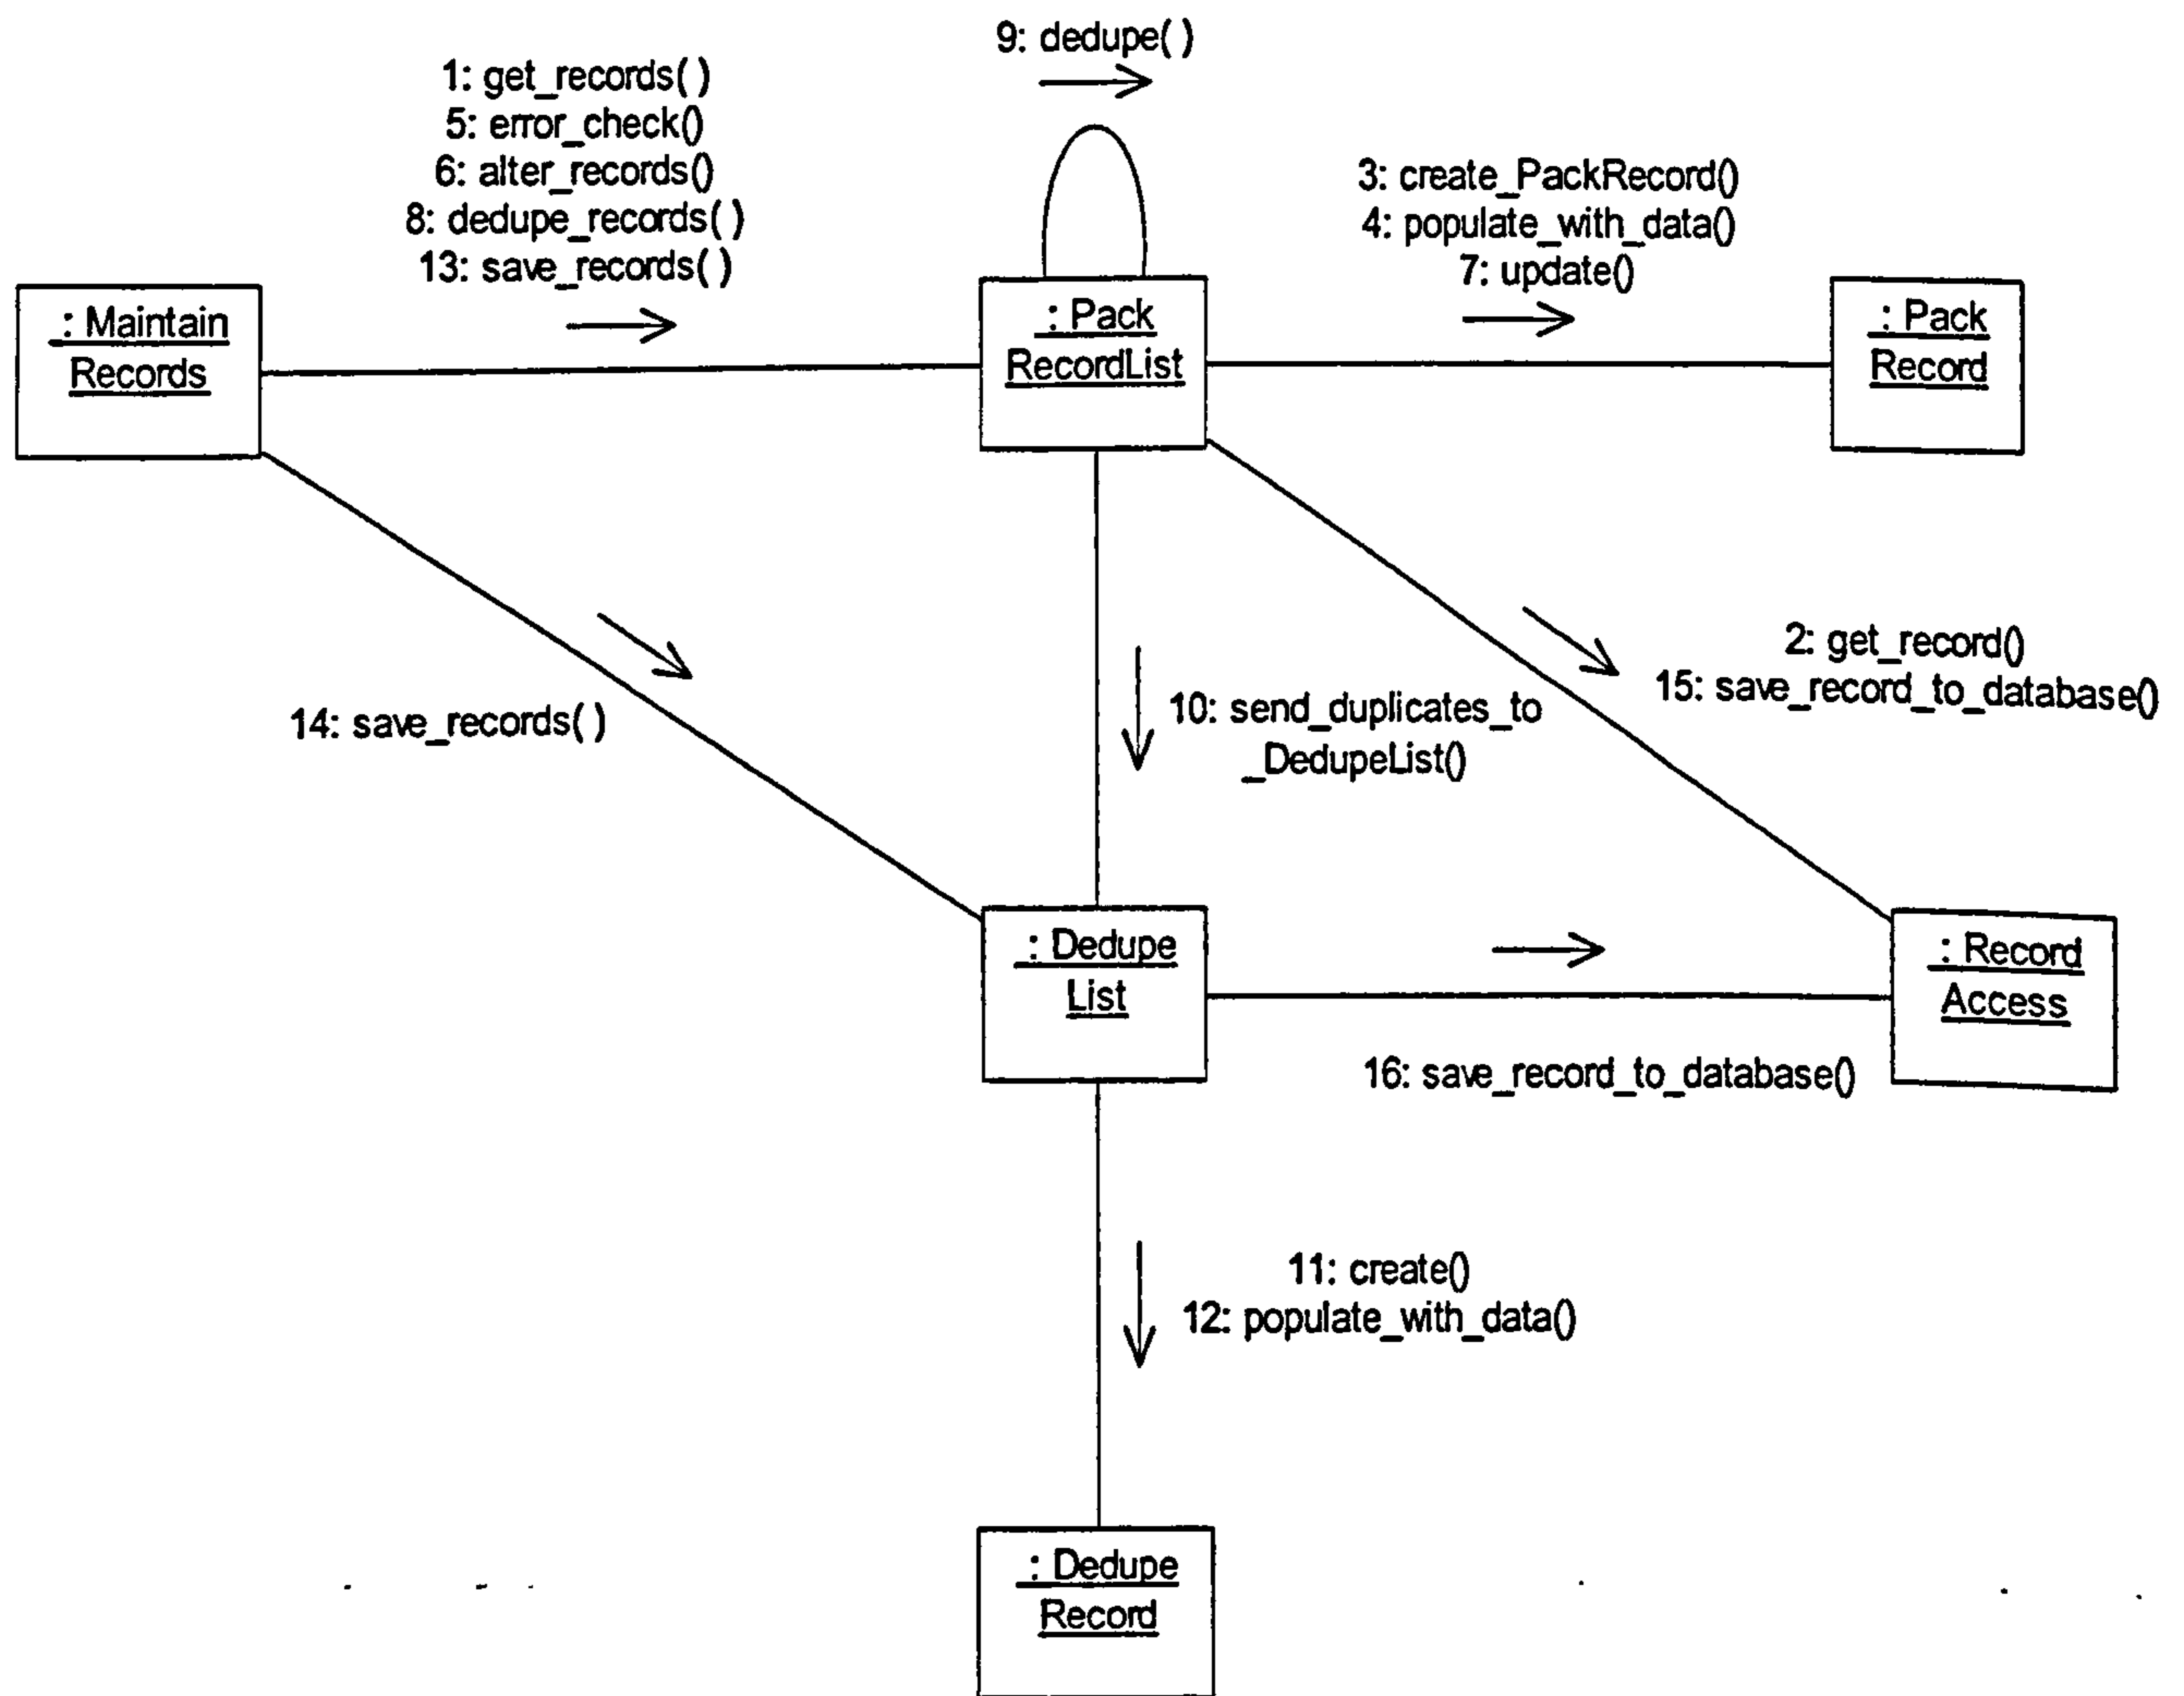 9: dedupe( )
1: get_records( )
5: error_check()
6: alter_records()
8: dedupe_records( )
13: save_records( )
3: create_PackRecord()
4: populate_with_data()
7: update()
: Maintain
Records
: Pack
RecordList
: Pack
Record
14: save_records( )
10: send_duplicates_to
_DedupeList()
2: get_record()
15: save_record_to_database()
: Dedupe
List
: Record
Access
16: save_record_to_database()
11: create()
12: populate_with_data()
: Dedupe
Record